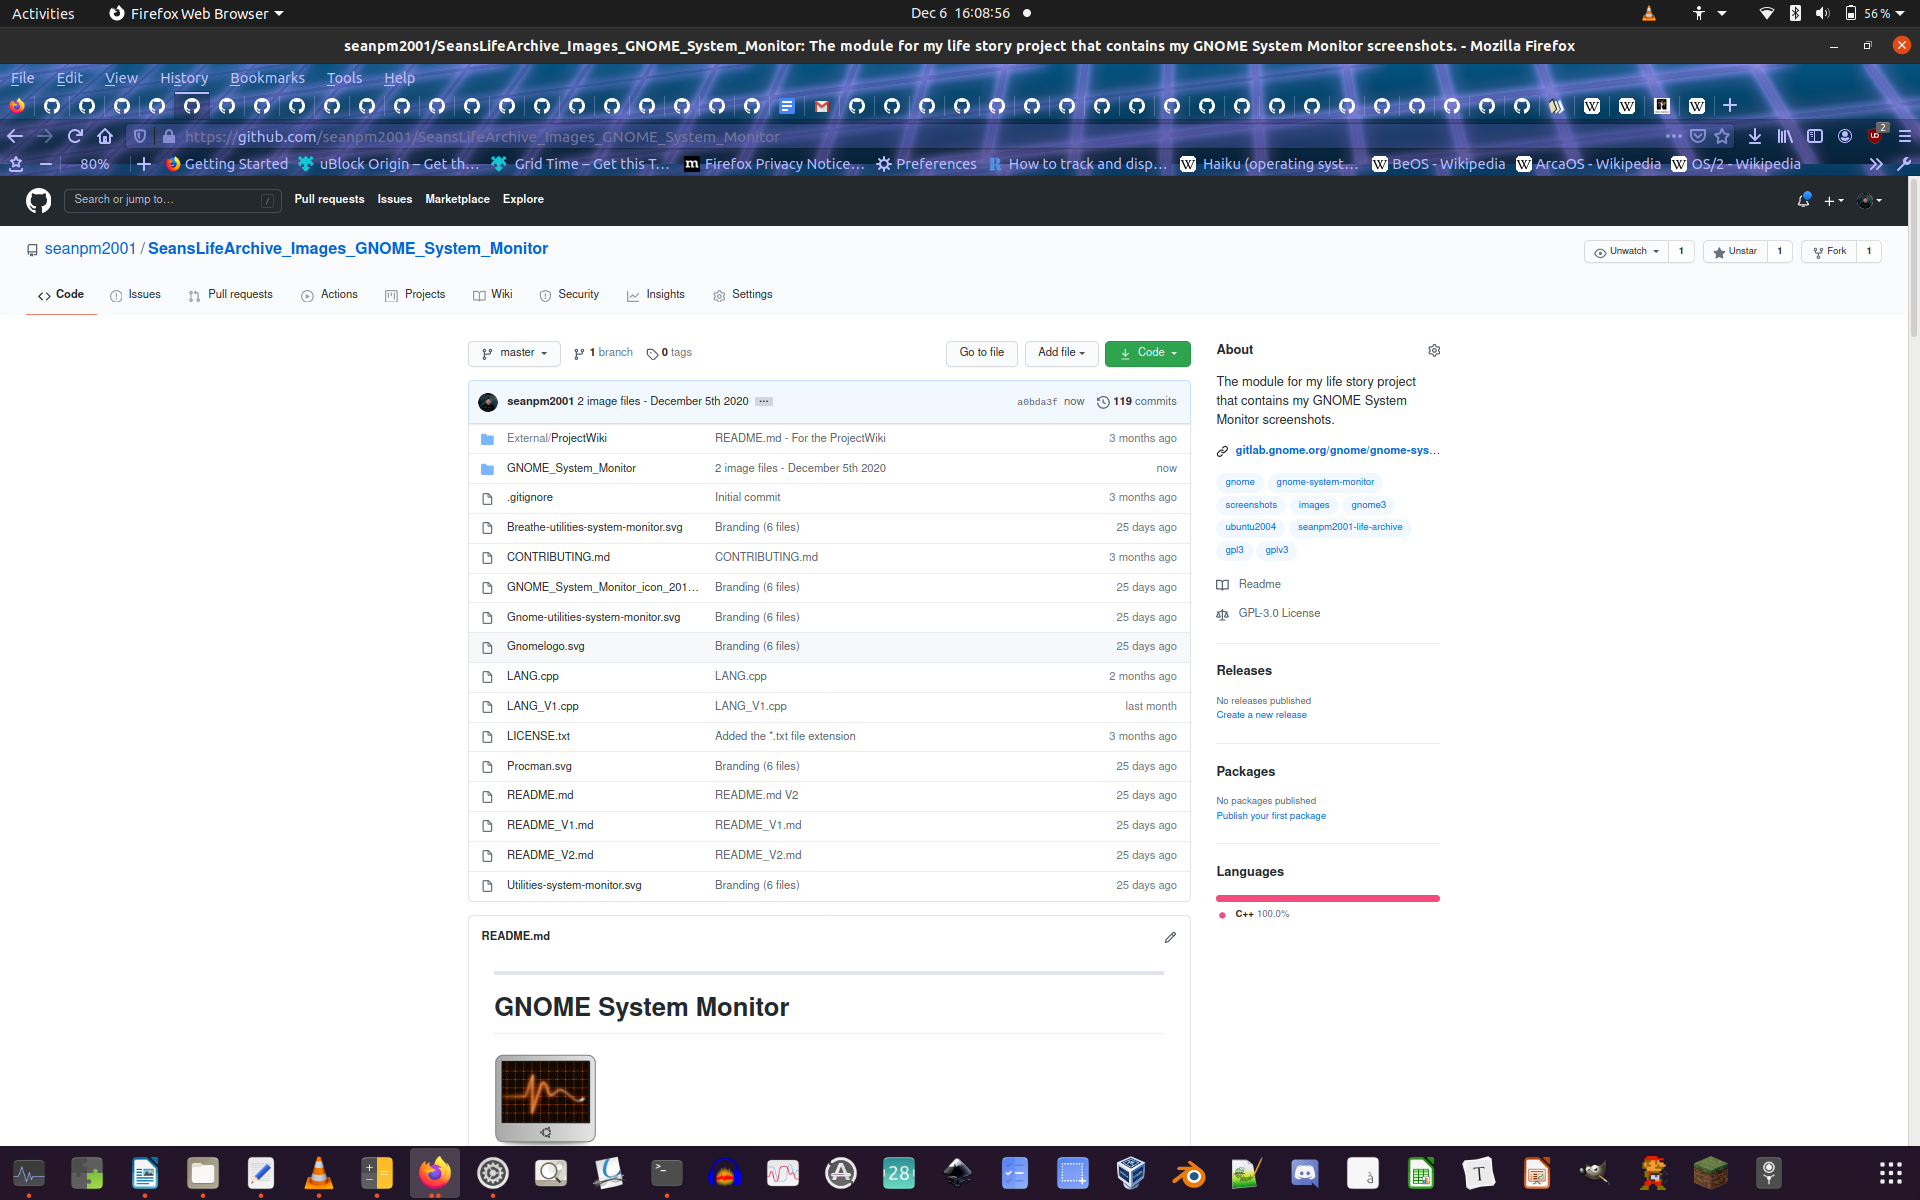 Activities Firefox Web Browser Dec 6 16:08:56 56 %
seanpm2001/SeansLifeArchive_Images_GNOME_System_Monitor: The module for my life story project that contains my GNOME System Monitor screenshots. - Mozilla Firefox
File Edit View History Bookmarks Tools Help
https://github.com/seanpm2001/SeansLifeArchive_Images_GNOME_System_Monitor 2
80% Getting Started uBlock Origin – Get th… Grid Time – Get this T… Firefox Privacy Notice… Preferences How to track and disp… Haiku (operating syst… BeOS - Wikipedia ArcaOS - Wikipedia OS/2 - Wikipedia
Search or jump to… / Pull requests Issues Marketplace Explore
seanpm2001 / SeansLifeArchive_Images_GNOME_System_Monitor Unwatch 1 Unstar 1 Fork 1
Code Issues Pull requests Actions Projects Wiki Security Insights Settings
master 1 branch 0 tags Go to file Add file Code
seanpm2001 2 image files - December 5th 2020 ... a0bda3f now 119 commits
External/ProjectWiki README.md - For the ProjectWiki 3 months ago
GNOME_System_Monitor 2 image files - December 5th 2020 now
.gitignore Initial commit 3 months ago
Breathe-utilities-system-monitor.svg Branding (6 files) 25 days ago
CONTRIBUTING.md CONTRIBUTING.md 3 months ago
GNOME_System_Monitor_icon_201… Branding (6 files) 25 days ago
Gnome-utilities-system-monitor.svg Branding (6 files) 25 days ago
Gnomelogo.svg Branding (6 files) 25 days ago
LANG.cpp LANG.cpp 2 months ago
LANG_V1.cpp LANG_V1.cpp last month
LICENSE.txt Added the *.txt file extension 3 months ago
Procman.svg Branding (6 files) 25 days ago
README.md README.md V2 25 days ago
README_V1.md README_V1.md 25 days ago
README_V2.md README_V2.md 25 days ago
Utilities-system-monitor.svg Branding (6 files) 25 days ago
README.md
GNOME System Monitor
About
The module for my life story project
that contains my GNOME System
Monitor screenshots.
gitlab.gnome.org/gnome/gnome-sys…
gnome gnome-system-monitor
screenshots images gnome3
ubuntu2004 seanpm2001-life-archive
gpl3 gplv3
Readme
GPL-3.0 License
Releases
No releases published
Create a new release
Packages
No packages published
Publish your first package
Languages
C++ 100.0%
28